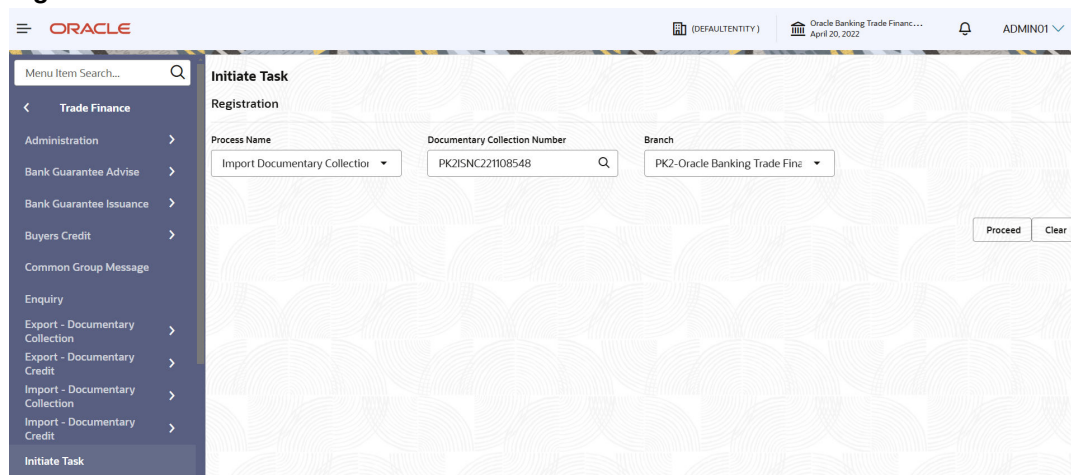 ORACLE
(DEFAULTENTITY )
Oracle Banking Trade Financ...
April 20, 2022
ADMIN01
Menu Item Search...
Trade Finance
Administration
Bank Guarantee Advise
Bank Guarantee Issuance
Buyers Credit
Common Group Message
Enquiry
Export - Documentary
Collection
Export - Documentary
Credit
Import - Documentary
Collection
Import - Documentary
Credit
Initiate Task
Initiate Task
Registration
Process Name
Documentary Collection Number
Branch
Import Documentary Collection
PK2ISNC221108548
PK2-Oracle Banking Trade Fina
Proceed
Clear